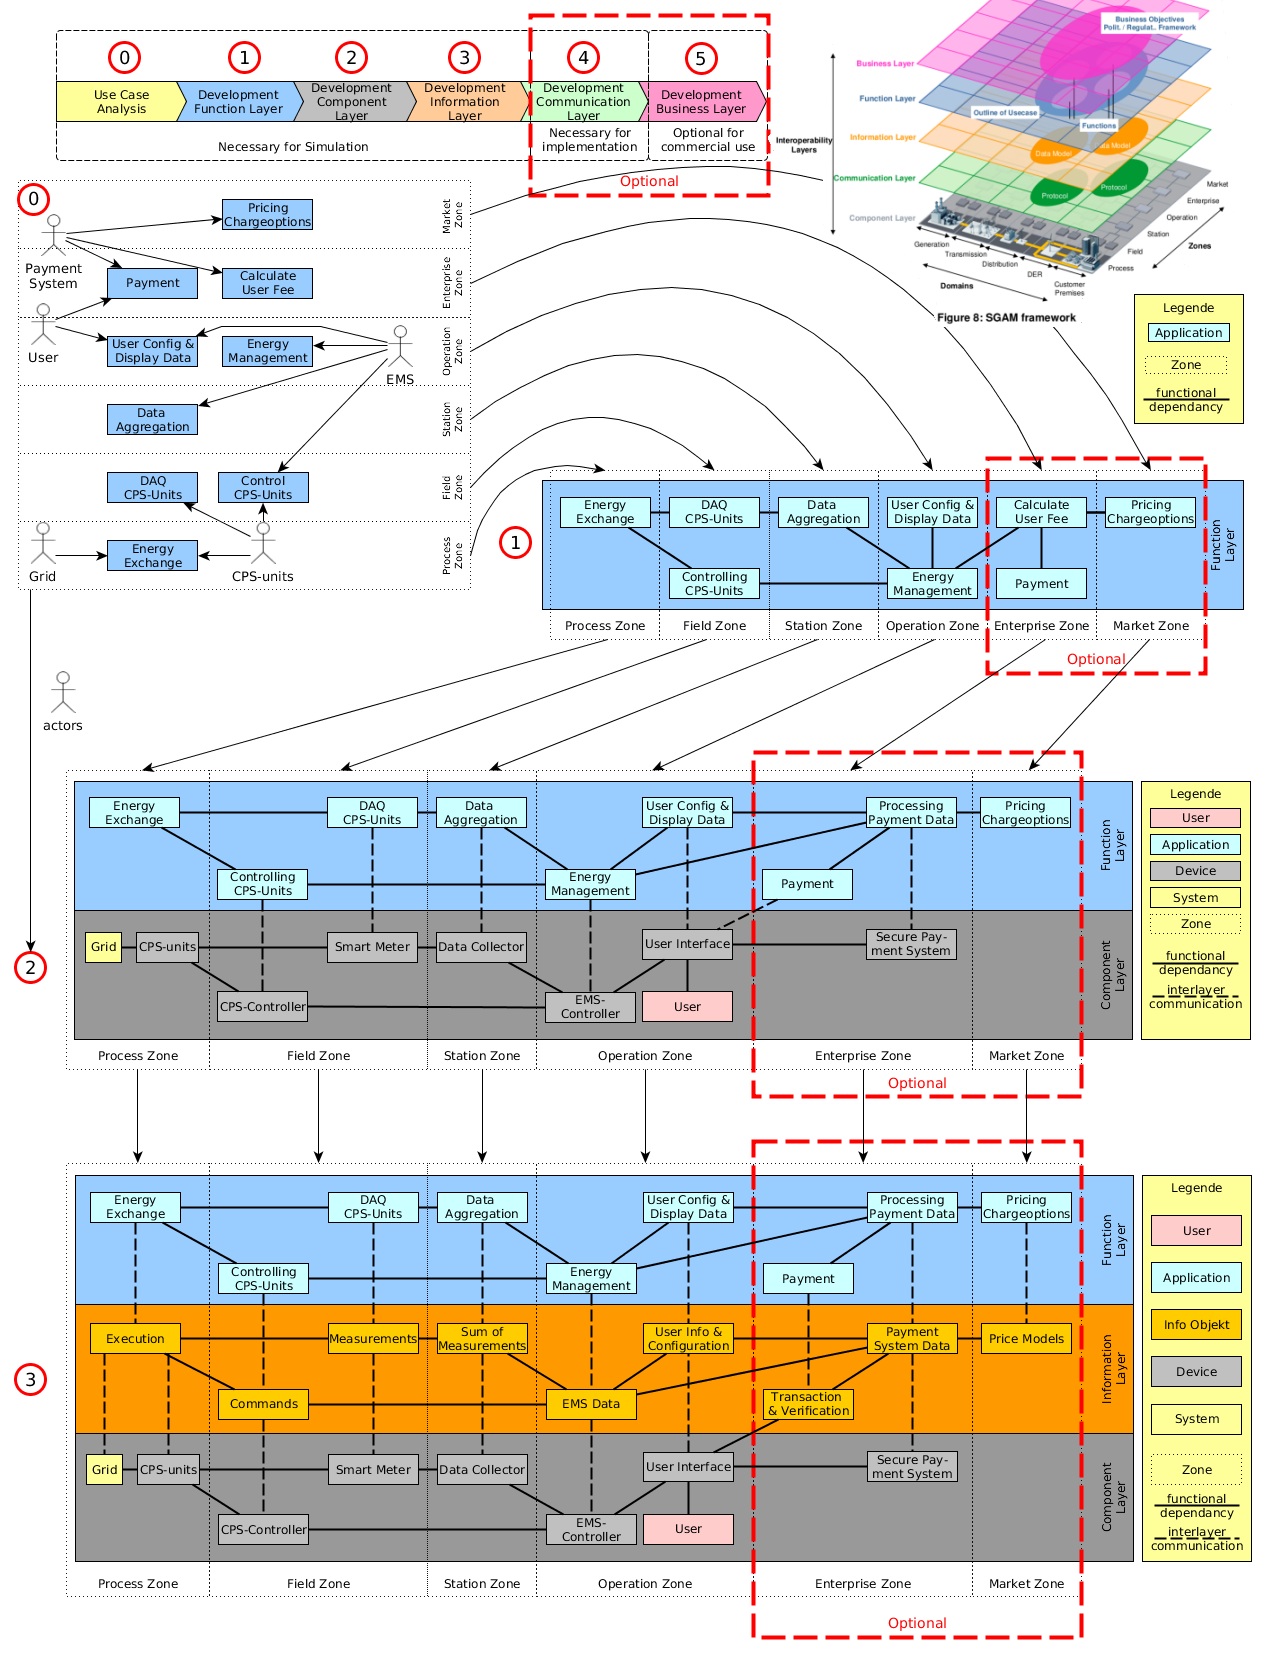 0
1
2
3
4
5
Use Case
Analysis
Development
Function Layer
Development
Component
Layer
Development
Information
Layer
Development
Communication
Layer
Development
Business Layer
Necessary for Simulation
Necessary for
implementation
Optional for
commercial use
Optional
Business Objectives
Polit. / Regulat.. Framework
Business Layer
Function Layer
Outline of Usecase
Functions
Interoperability
Layers
Information Layer
Data Model
Data Model
Communication Layer
Protocol
Protocol
Component Layer
Market
Enterprise
Operation
Station
Field
Process
Zones
Generation
Transmission
Distribution
DER
Customer
Premises
Domains
Figure 8: SGAM framework
Legende
Application
Zone
functional
dependancy
0
Payment
System
Pricing
Chargeoptions
Market
Zone
Payment
Calculate
User Fee
Enterprise
Zone
User
User Config &
Display Data
Energy
Management
EMS
Operation
Zone
Data
Aggregation
Station
Zone
DAQ
CPS-Units
Control
CPS-Units
Field
Zone
Grid
Energy
Exchange
CPS-units
Process
Zone
1
Energy
Exchange
DAQ
CPS-Units
Data
Aggregation
User Config &
Display Data
Calculate
User Fee
Pricing
Chargeoptions
Controlling
CPS-Units
Energy
Management
Payment
Function
Layer
Process Zone
Field Zone
Station Zone
Operation Zone
Enterprise Zone
Market Zone
Optional
actors
2
Energy
Exchange
DAQ
CPS-Units
Data
Aggregation
User Config &
Display Data
Processing
Payment Data
Pricing
Chargeoptions
Controlling
CPS-Units
Energy
Management
Payment
Function
Layer
Grid
CPS-units
Smart Meter
Data Collector
User Interface
Secure Pay-
ment System
CPS-Controller
EMS-
Controller
User
Component
Layer
Process Zone
Field Zone
Station Zone
Operation Zone
Enterprise Zone
Market Zone
Optional
Legende
User
Application
Device
System
Zone
functional
dependancy
interlayer
communication
3
Energy
Exchange
DAQ
CPS-Units
Data
Aggregation
User Config &
Display Data
Processing
Payment Data
Pricing
Chargeoptions
Controlling
CPS-Units
Energy
Management
Payment
Function
Layer
Execution
Measurements
Sum of
Measurements
User Info &
Configuration
Payment
System Data
Price Models
Commands
EMS Data
Transaction
& Verification
Information
Layer
Grid
CPS-units
Smart Meter
Data Collector
User Interface
Secure Pay-
ment System
CPS-Controller
EMS-
Controller
User
Component
Layer
Process Zone
Field Zone
Station Zone
Operation Zone
Enterprise Zone
Market Zone
Optional
Legende
User
Application
Info Objekt
Device
System
Zone
functional
dependancy
interlayer
communication